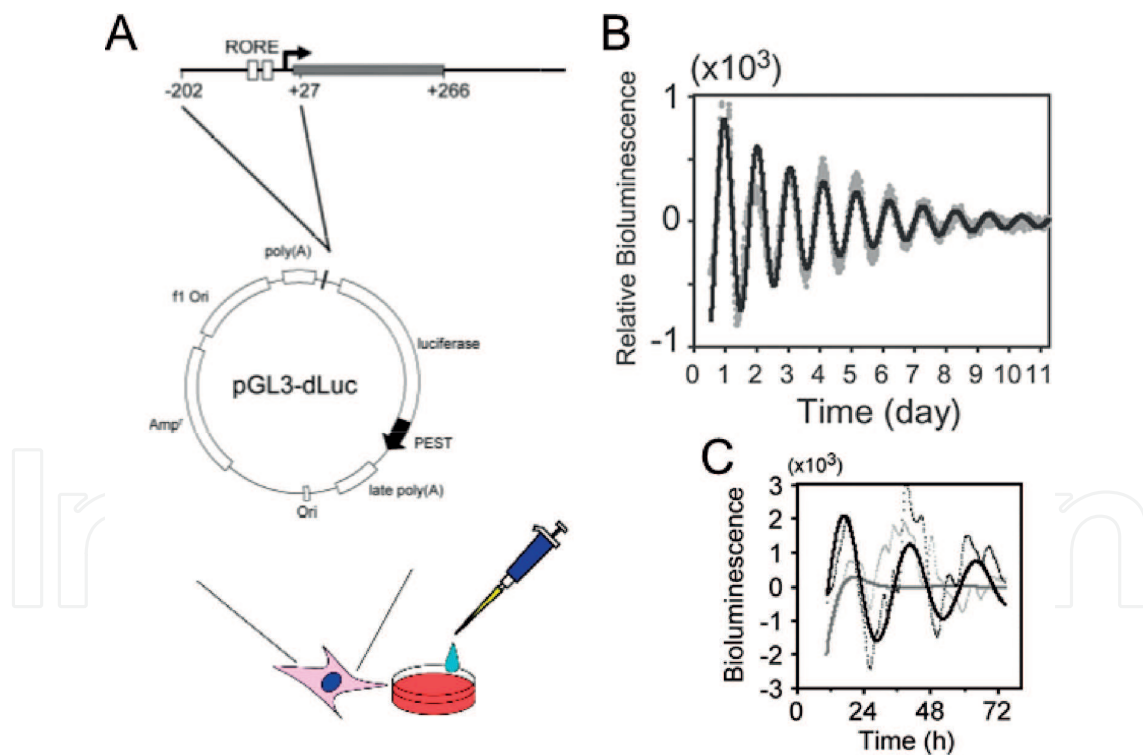 A
RORE
-202
+27
+266
poly(A)
f1 Ori
luciferase
pGL3-dLuc
Ampr
PEST
late poly(A)
Ori
B
(x10³)
Relative Bioluminescence
1
0
-1
0 1 2 3 4 5 6 7 8 9 10 11
Time (day)
C
(x10³)
Bioluminescence
3
2
1
0
-1
-2
-3
0 24 48 72
Time (h)